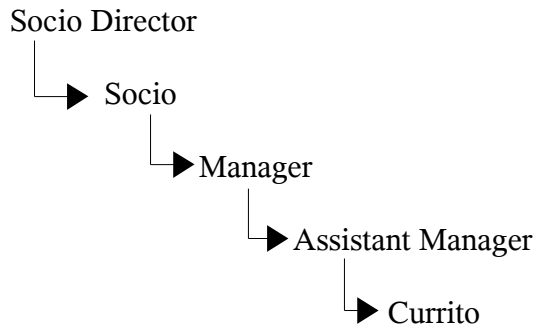 Socio Director
Socio
Manager
Assistant Manager
Currito